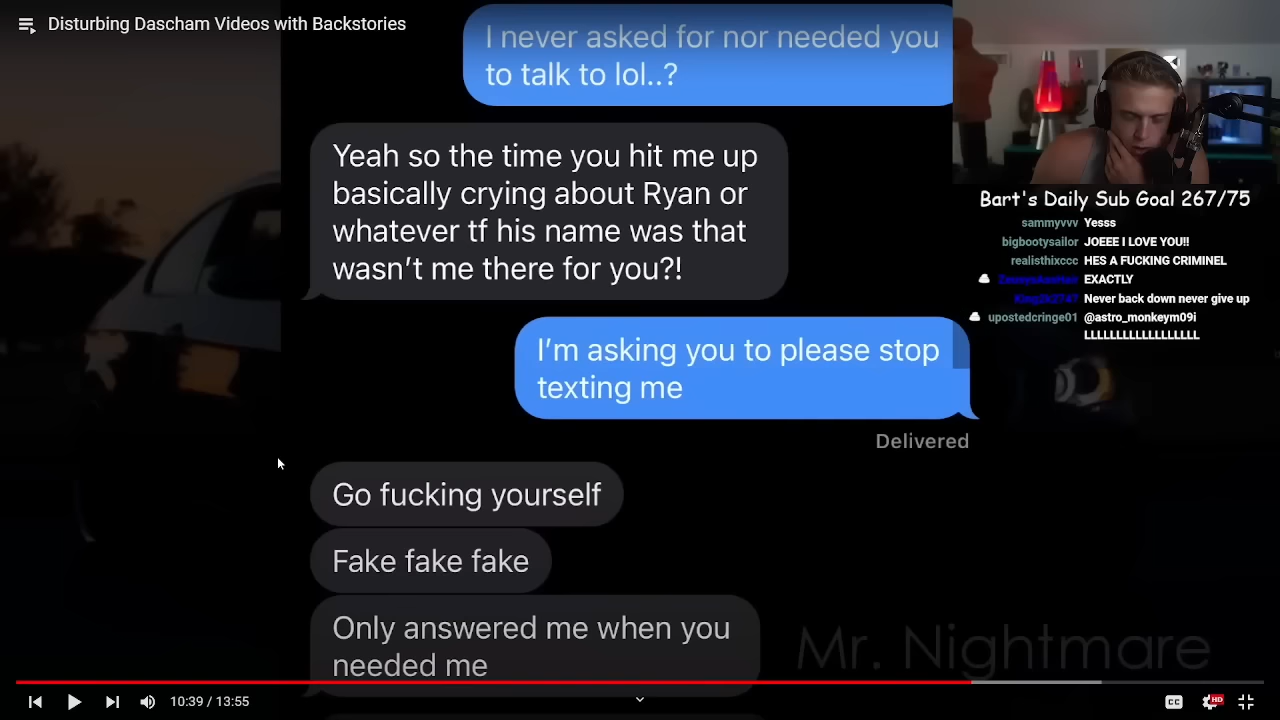 Disturbing Dascham Videos with Backstories
I never asked for nor needed you
to talk to lol..?
Yeah so the time you hit me up
basically crying about Ryan or
whatever tf his name was that
wasn't me there for you?!
I'm asking you to please stop
texting me
Delivered
Go fucking yourself
Fake fake fake
Only answered me when you
needed me
Mr. Nightmare
Bart's Daily Sub Goal 267/75
sammyvvv Yesss
bigbootysailor JOEEE I LOVE YOU!!
realisthixccc HES A FUCKING CRIMINEL
EXACTLY
Never back down never give up
upostedcringe01 @astro_monkeym09i
LLLLLLLLLLLLLLLLLL
10:39 / 13:55
CC
HD